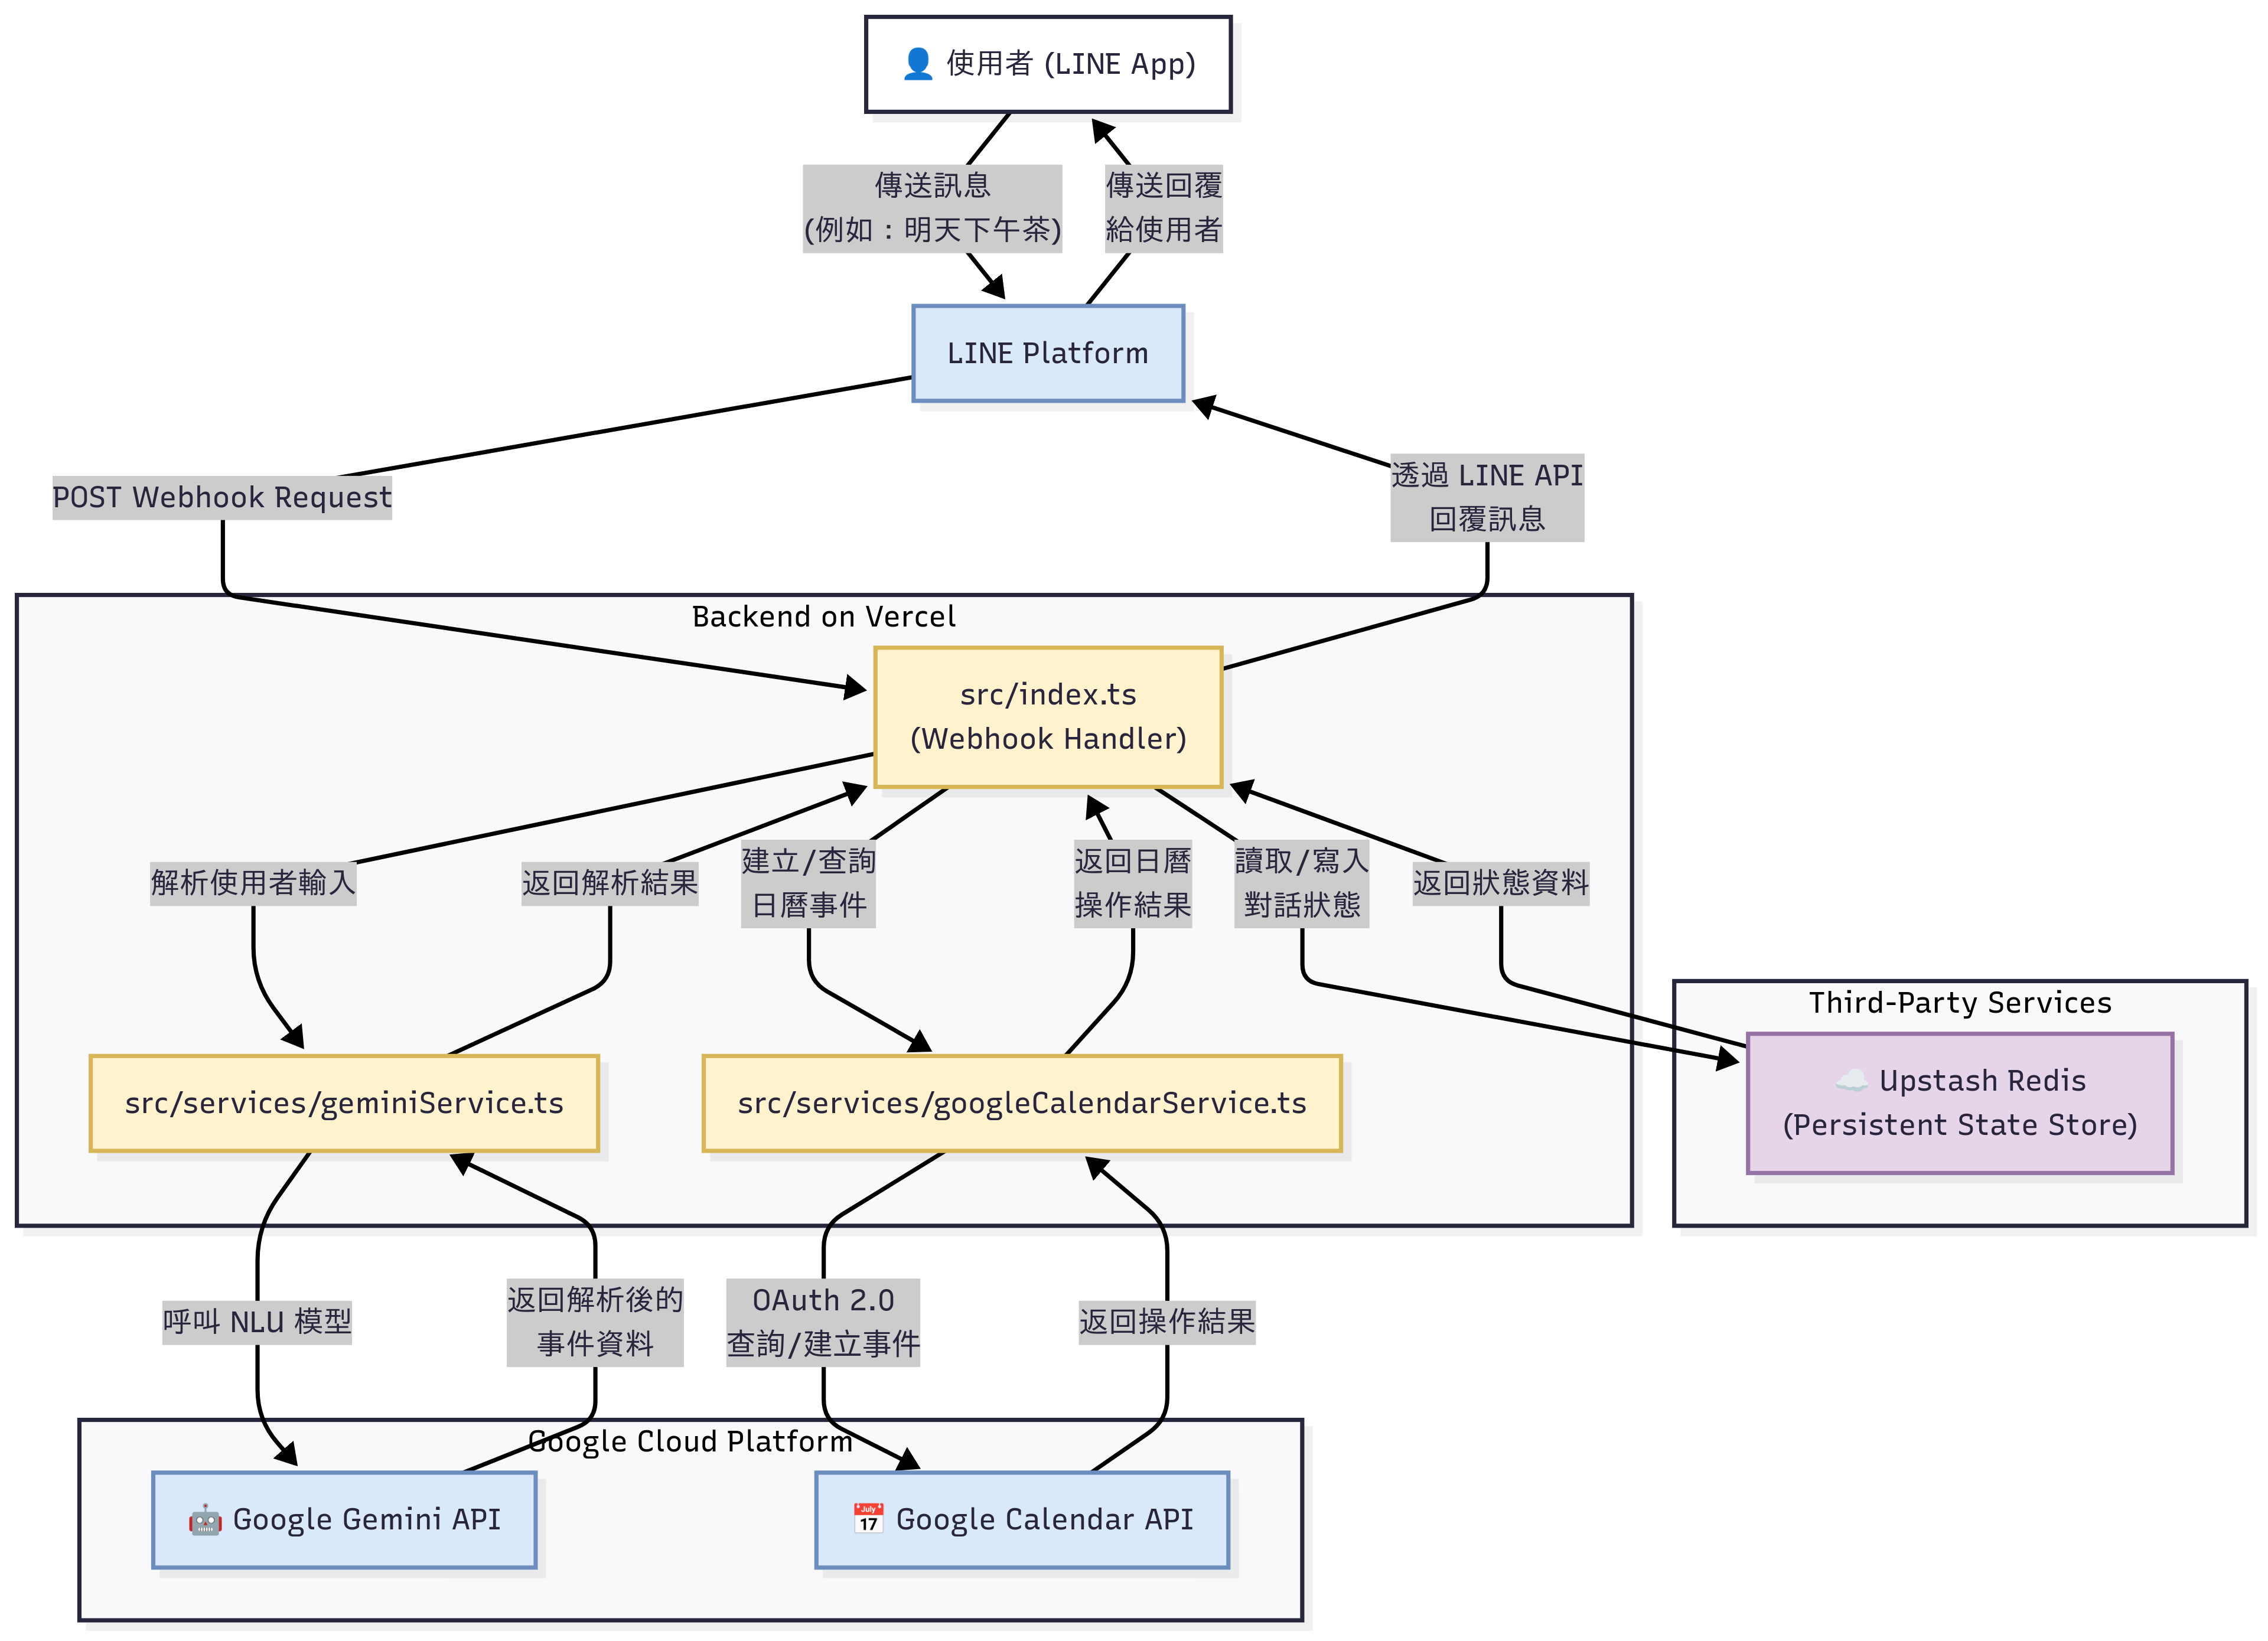 使用者 (LINE App)
傳送訊息
(例如：明天下午茶)
傳送回覆
給使用者
LINE Platform
POST Webhook Request
透過 LINE API
回覆訊息
Backend on Vercel
src/index.ts
(Webhook Handler)
解析使用者輸入
返回解析結果
建立/查詢
日曆事件
返回日曆
操作結果
讀取/寫入
對話狀態
返回狀態資料
Third-Party Services
Upstash Redis
(Persistent State Store)
src/services/geminiService.ts
src/services/googleCalendarService.ts
呼叫 NLU 模型
返回解析後的
事件資料
OAuth 2.0
查詢/建立事件
返回操作結果
Google Cloud Platform
Google Gemini API
July
17
Google Calendar API